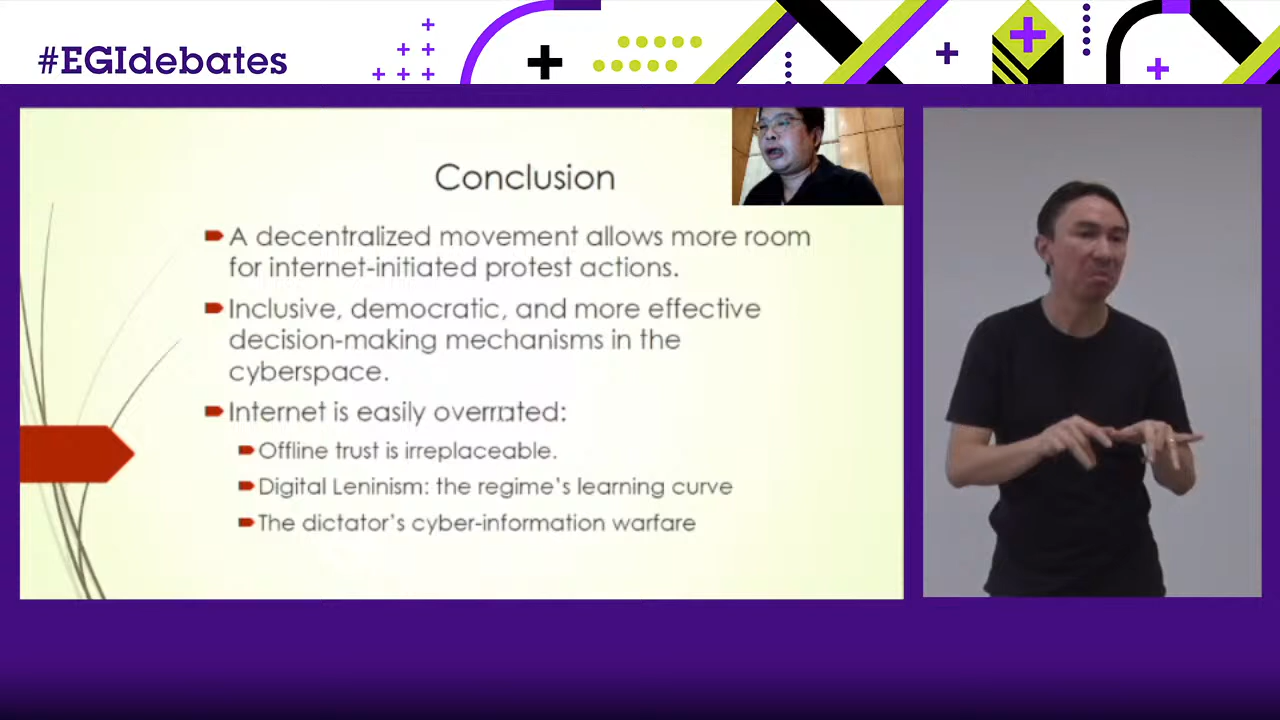 #EGIdebates
Conclusion
A decentralized movement allows more room
for internet-initiated protest actions.
Inclusive, democratic, and more effective
decision-making mechanisms in the
cyberspace.
Internet is easily overrated:
Offline trust is irreplaceable.
Digital Leninism: the regime's learning curve
The dictator's cyber-information warfare